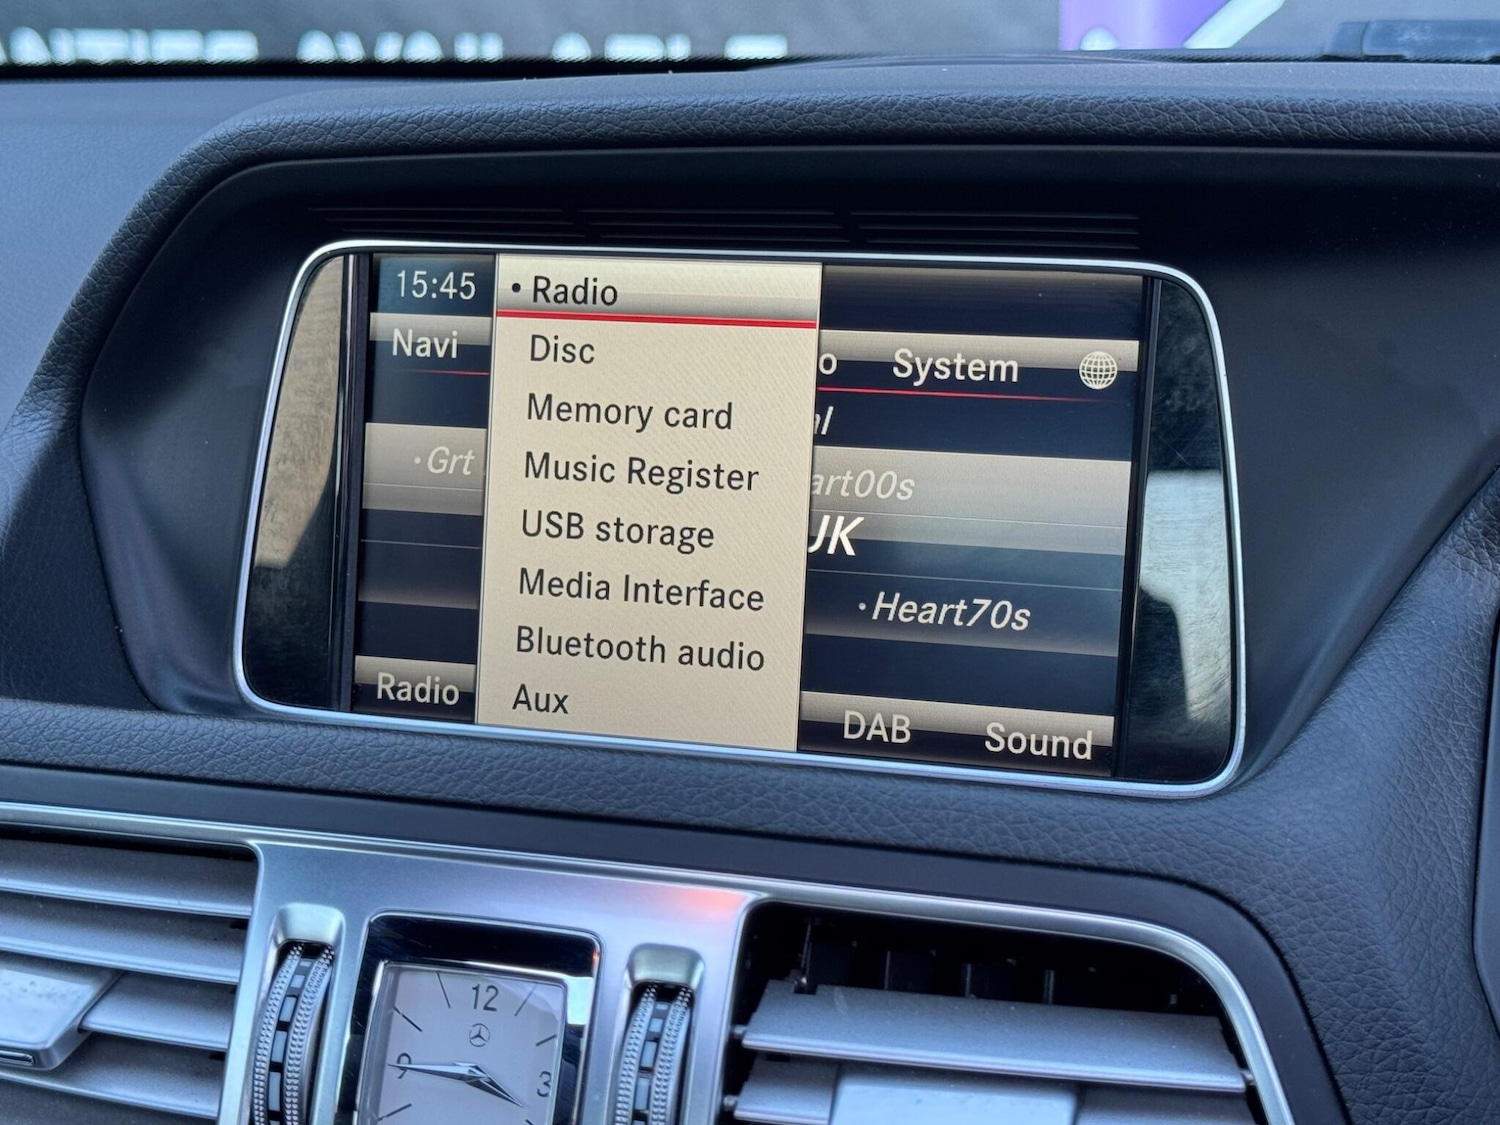 AVAILABLE
15:45
• Radio
Navi
Disc
System
Memory card
• Grt
Music Register
art00s
USB storage
UK
Media Interface
• Heart70s
Bluetooth audio
Radio
Aux
DAB
Sound
12
9
3